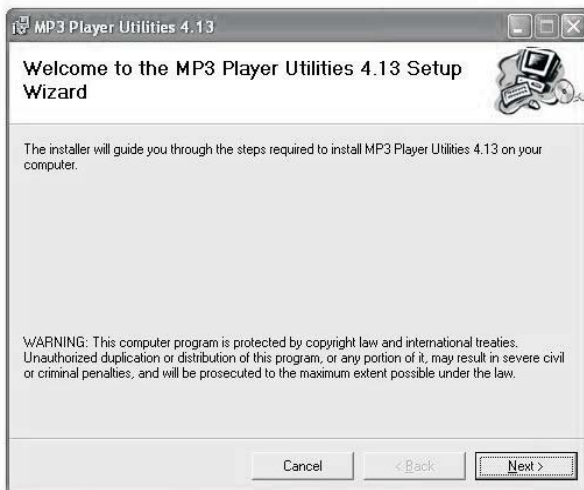 MP3 Player Utilities 4.13
Welcome to the MP3 Player Utilities 4.13 Setup
Wizard
The installer will guide you through the steps required to install MP3 Player Utilities 4.13 on your
computer.
WARNING: This computer program is protected by copyright law and international treaties.
Unauthorized duplication or distribution of this program, or any portion of it, may result in severe civil
or criminal penalties, and will be prosecuted to the maximum extent possible under the law.
Cancel
< Back
Next >